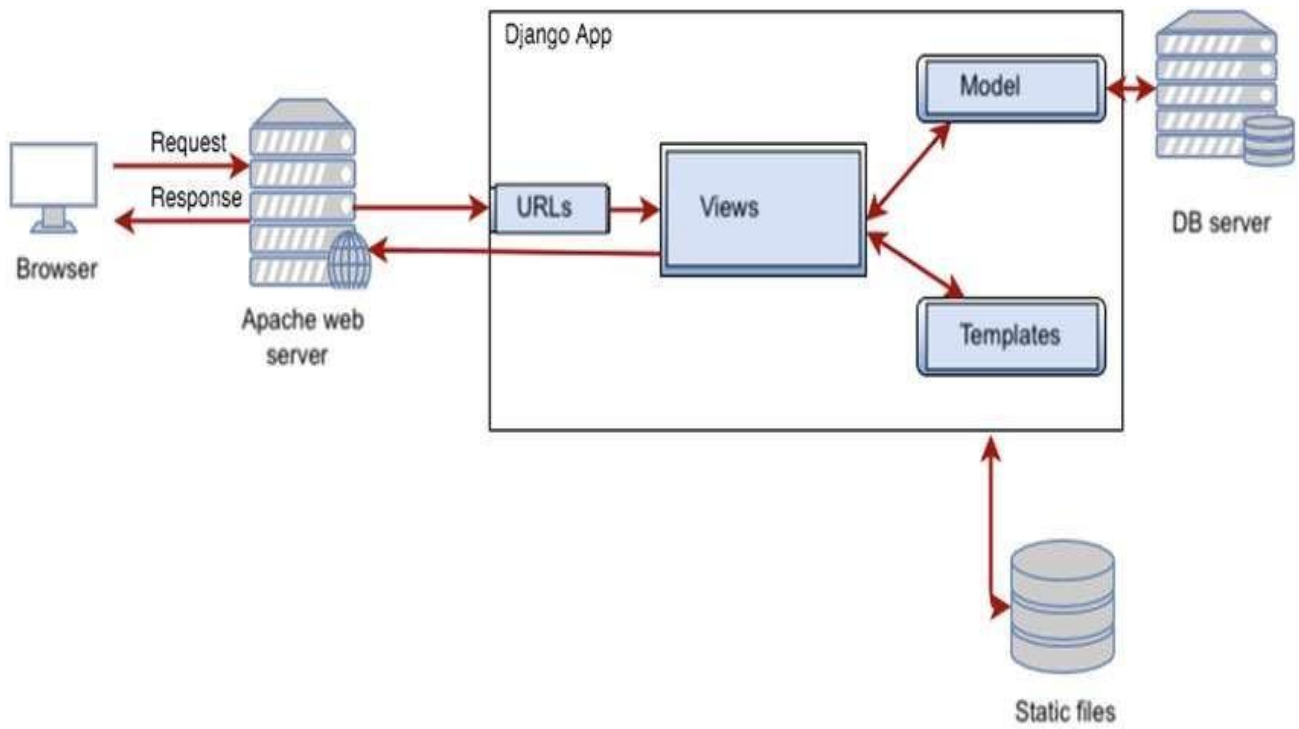 Django App
Model
Request
Response
URLs
Views
DB server
Browser
Apache web
server
Templates
Static files